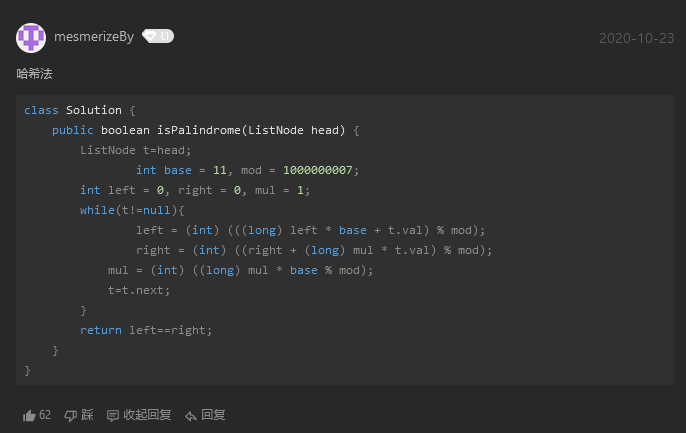 mesmerizeBy L1
2020-10-23
哈希法
class Solution {
    public boolean isPalindrome(ListNode head) {
        ListNode t=head;
                int base = 11, mod = 1000000007;
        int left = 0, right = 0, mul = 1;
        while(t!=null){
                left = (int) (((long) left * base + t.val) % mod);
                right = (int) ((right + (long) mul * t.val) % mod);
            mul = (int) ((long) mul * base % mod);
            t=t.next;
        }
        return left==right;
    }
}
62 踩 收起回复 回复